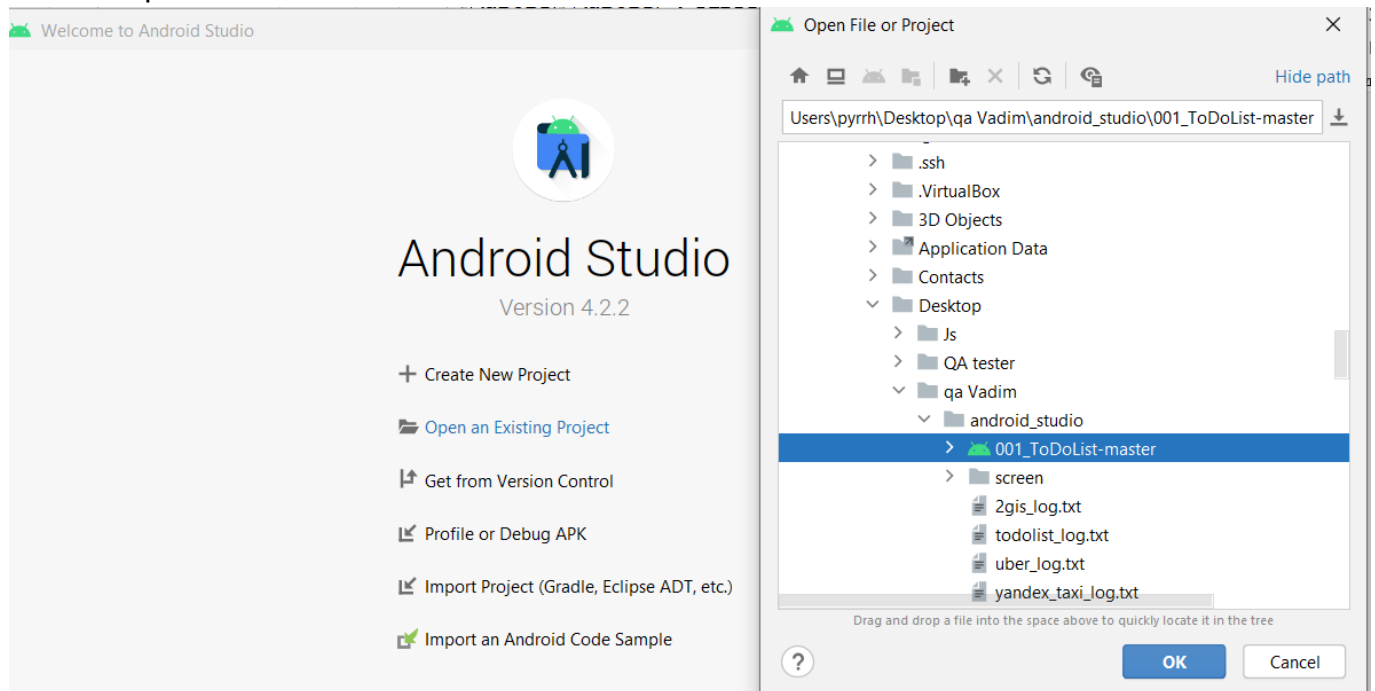 Welcome to Android Studio
Android Studio
Version 4.2.2
Create New Project
Open an Existing Project
Get from Version Control
Profile or Debug APK
Import Project (Gradle, Eclipse ADT, etc.)
Import an Android Code Sample
Open File or Project
Hide path
Users\pyrrh\Desktop\qa Vadim\android_studio\001_ToDoList-master
.ssh
.VirtualBox
3D Objects
Application Data
Contacts
Desktop
Js
QA tester
qa Vadim
android_studio
001_ToDoList-master
screen
2gis_log.txt
todolist_log.txt
uber_log.txt
yandex_taxi_log.txt
Drag and drop a file into the space above to quickly locate it in the tree
?
OK
Cancel